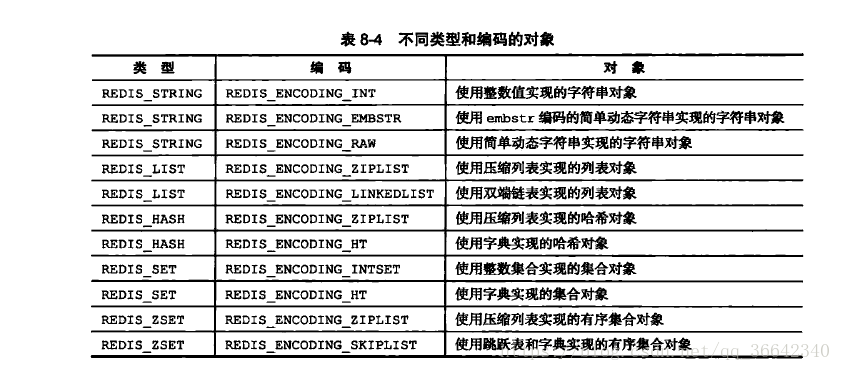 表 8-4 不同类型和编码的对象
类 型 编 码 对 象
REDIS_STRING REDIS_ENCODING_INT 使用整数值实现的字符串对象
REDIS_STRING REDIS_ENCODING_EMBSTR 使用 embstr 编码的简单动态字符串实现的字符串对象
REDIS_STRING REDIS_ENCODING_RAW 使用简单动态字符串实现的字符串对象
REDIS_LIST REDIS_ENCODING_ZIPLIST 使用压缩列表实现的列表对象
REDIS_LIST REDIS_ENCODING_LINKEDLIST 使用双端链表实现的列表对象
REDIS_HASH REDIS_ENCODING_ZIPLIST 使用压缩列表实现的哈希对象
REDIS_HASH REDIS_ENCODING_HT 使用字典实现的哈希对象
REDIS_SET REDIS_ENCODING_INTSET 使用整数集合实现的集合对象
REDIS_SET REDIS_ENCODING_HT 使用字典实现的集合对象
REDIS_ZSET REDIS_ENCODING_ZIPLIST 使用压缩列表实现的有序集合对象
REDIS_ZSET REDIS_ENCODING_SKIPLIST 使用跳跃表和字典实现的有序集合对象